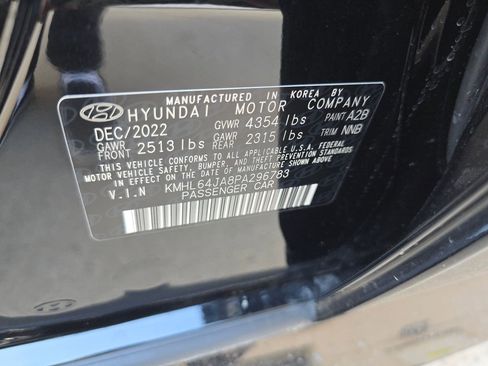 MANUFACTURED IN KOREA BY
HYUNDAI MOTOR COMPANY
DEC/2022 GVWR 4354 lbs PAINT A2B
GAWR FRONT 2513 lbs GAWR REAR 2315 lbs TRIM NNB
THIS VEHICLE CONFORMS TO ALL APPLICABLE U.S.A. FEDERAL
MOTOR VEHICLE SAFETY, BUMPER, AND THEFT PREVENTION STANDARDS
IN EFFECT ON THE DATE OF MANUFACTURE SHOWN ABOVE.
V.I.N KMHL64JA8PA296783
PASSENGER CAR